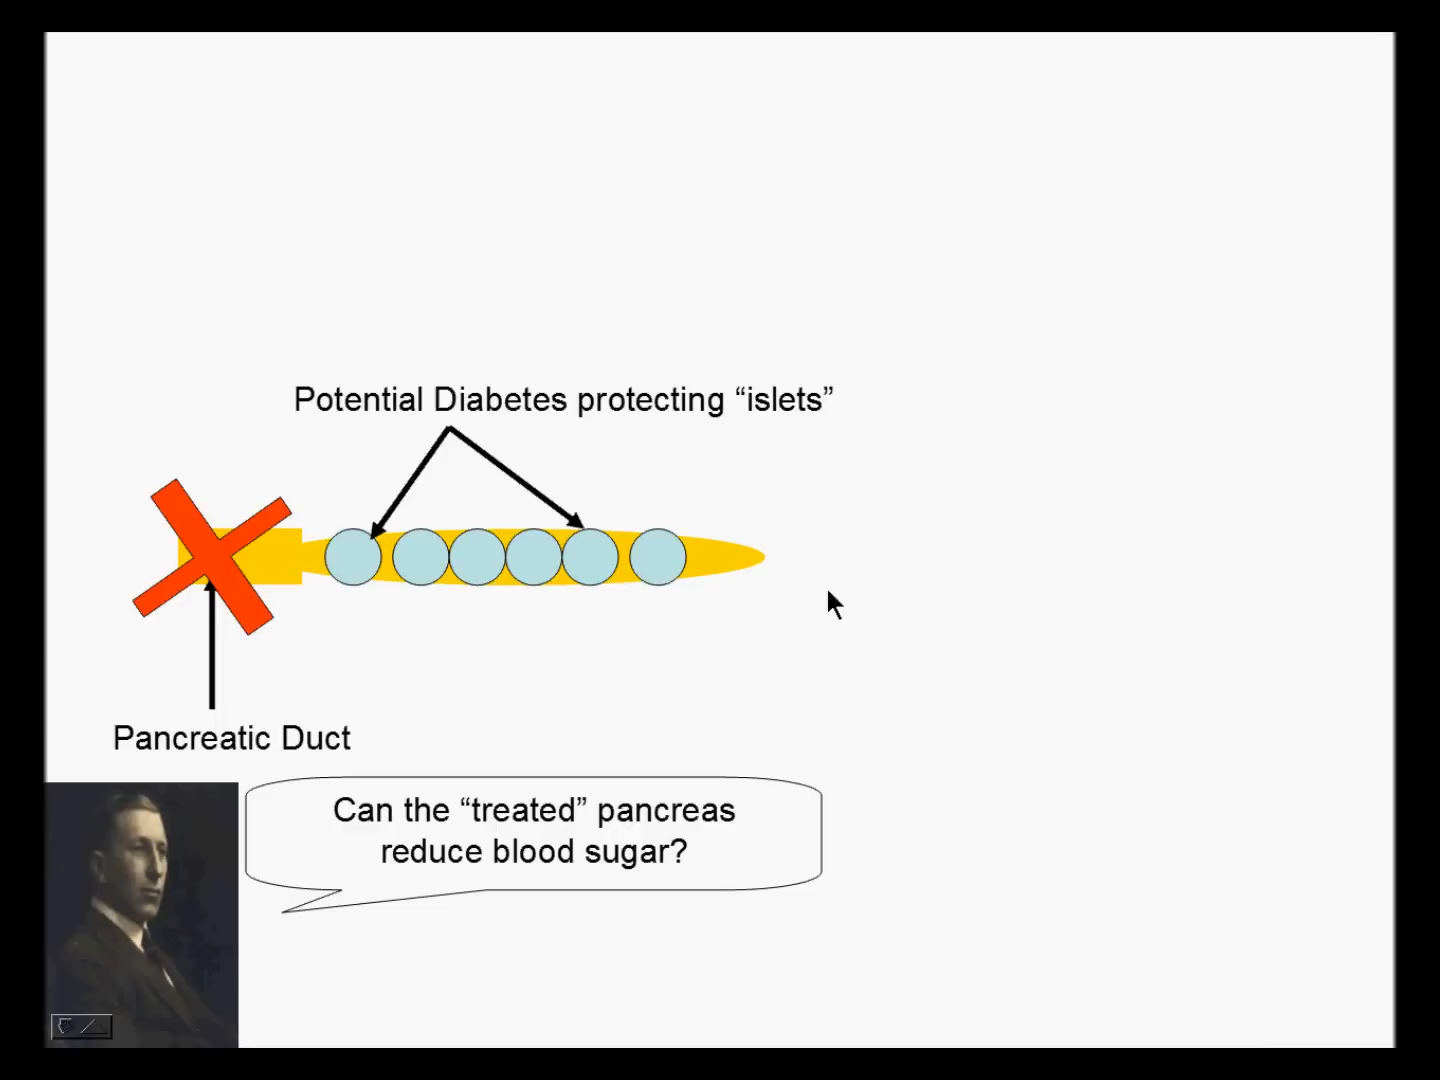 Potential Diabetes protecting “islets”
Pancreatic Duct
Can the “treated” pancreas
reduce blood sugar?